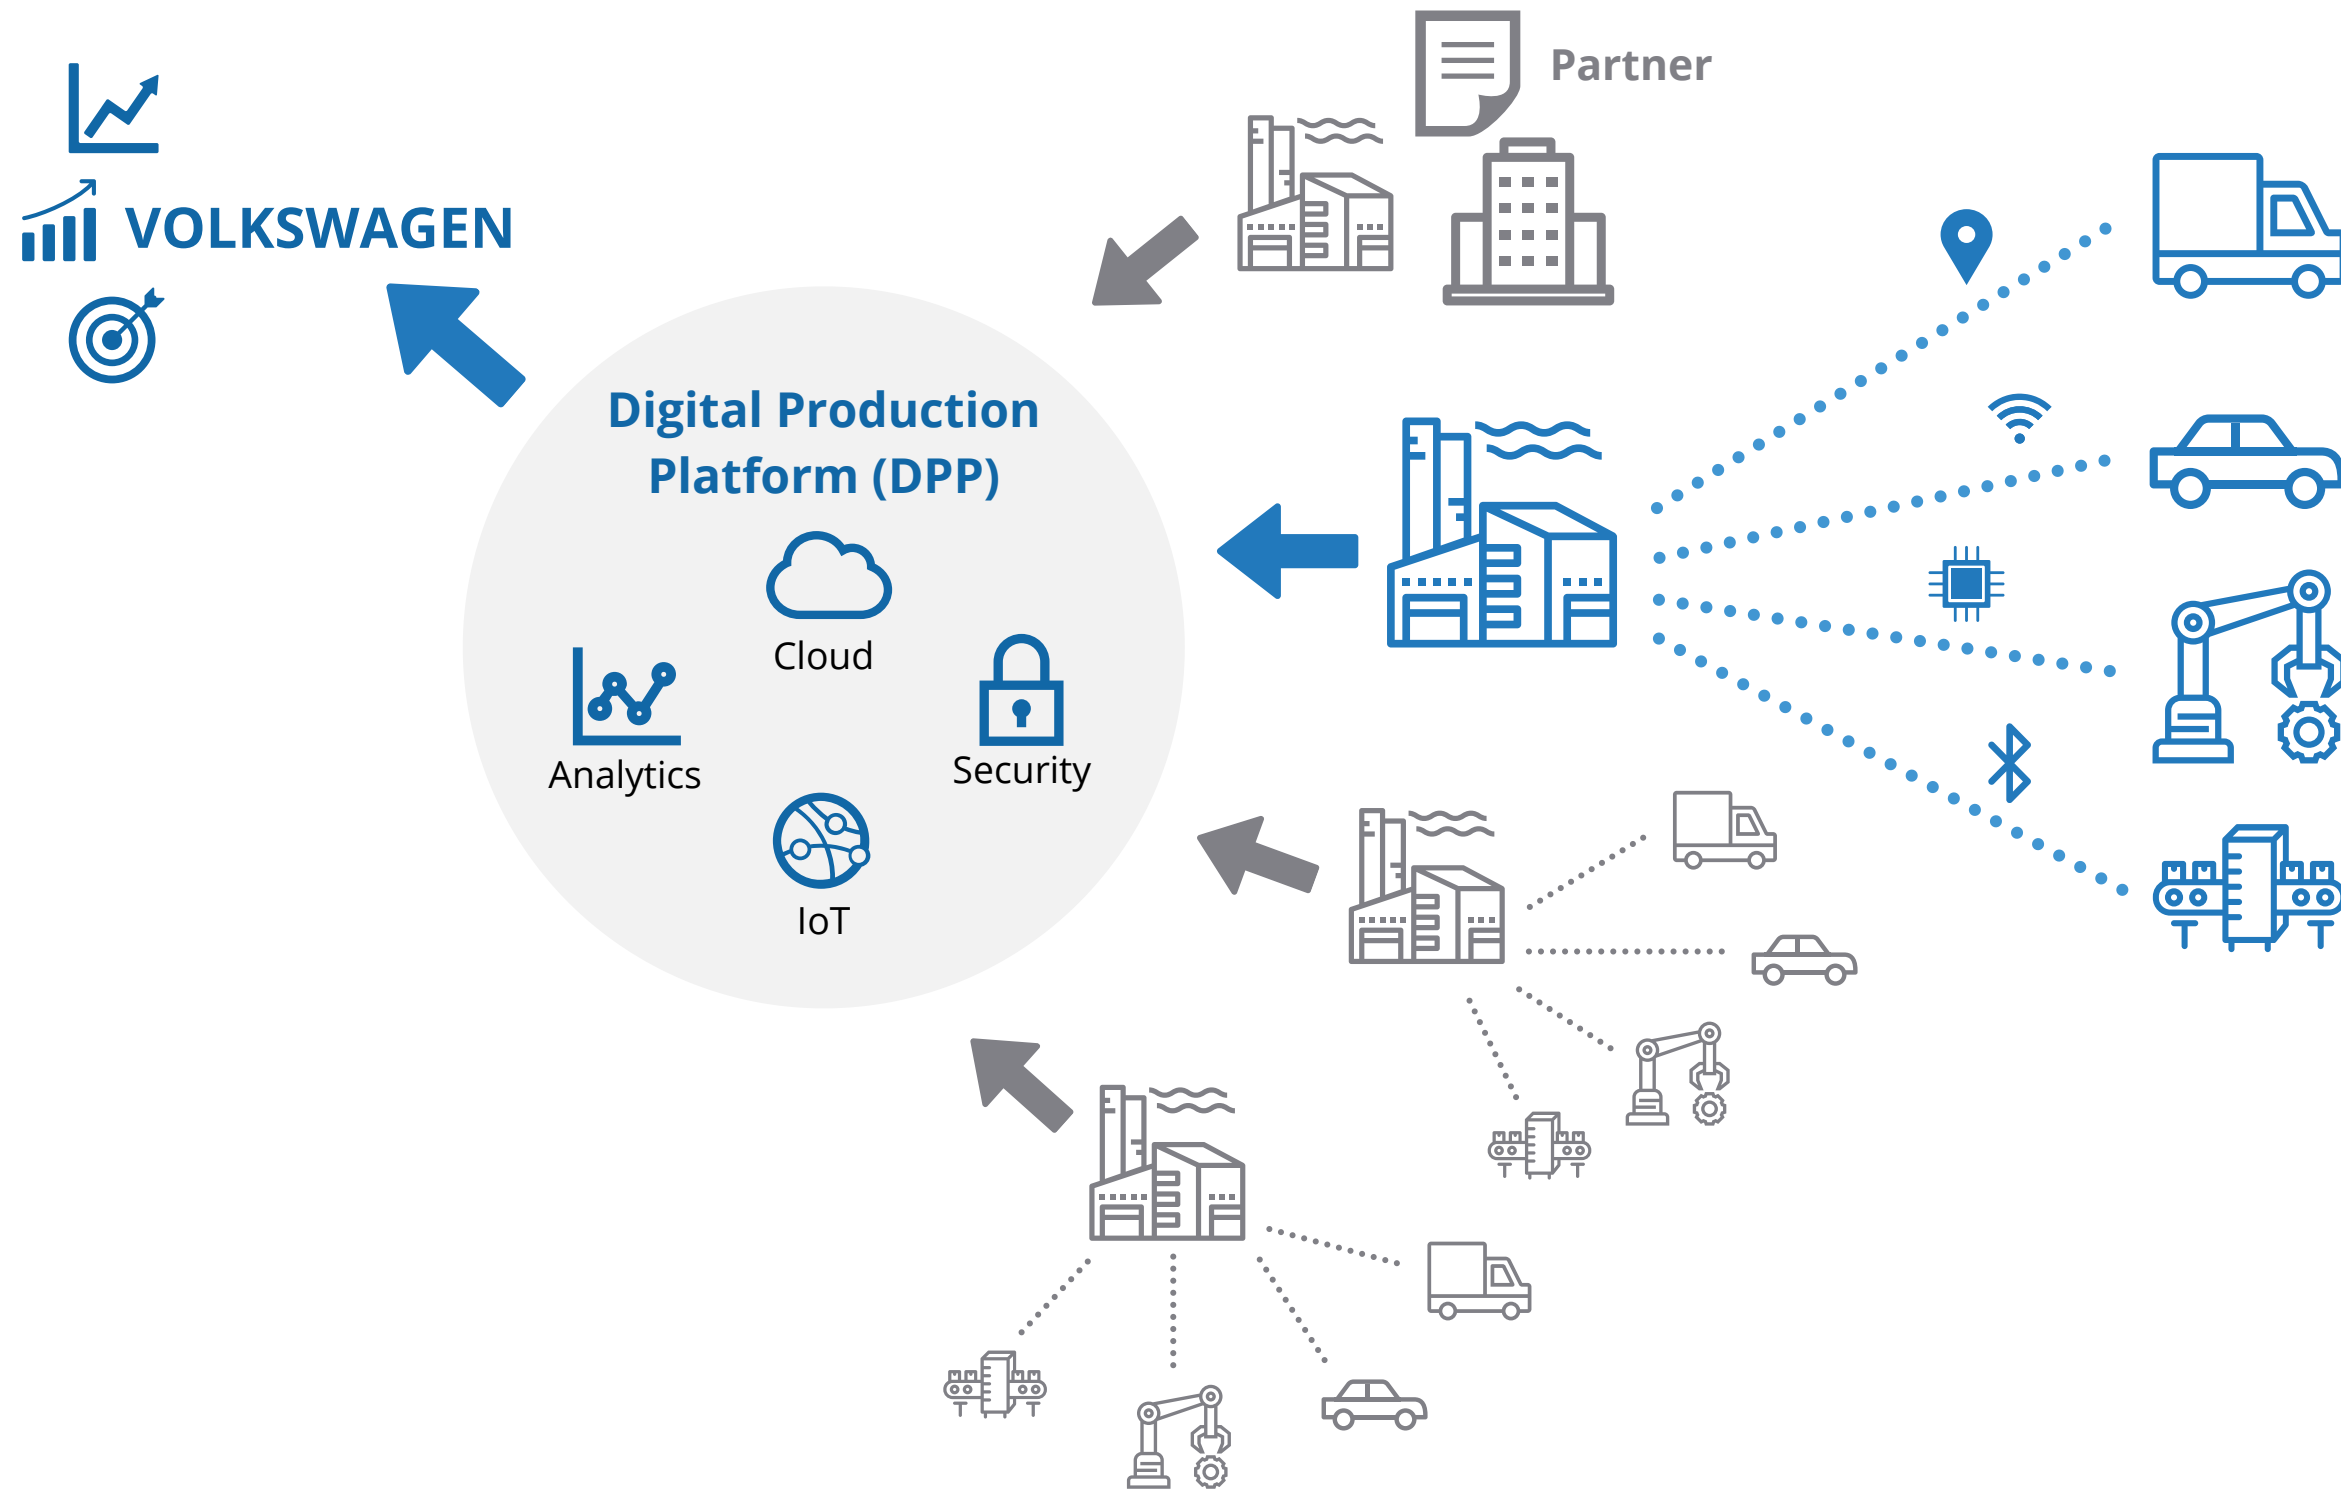 Partner
VOLKSWAGEN
Digital Production
Platform (DPP)
Cloud
Analytics
Security
IoT